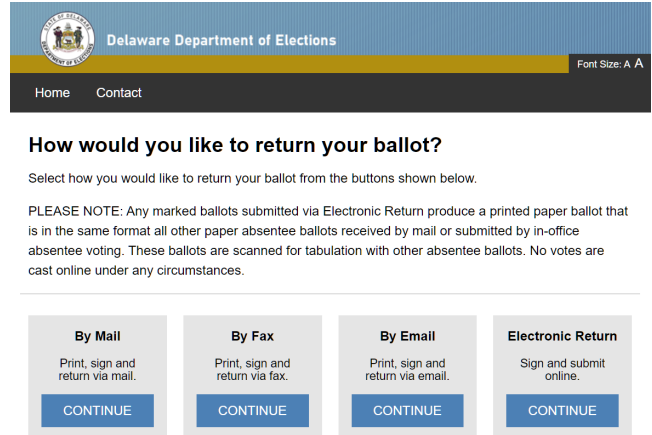 STATE OF DELAWARE
Delaware Department of Elections
Font Size: A A
Home Contact
How would you like to return your ballot?
Select how you would like to return your ballot from the buttons shown below.
PLEASE NOTE: Any marked ballots submitted via Electronic Return produce a printed paper ballot that
is in the same format all other paper absentee ballots received by mail or submitted by in-office
absentee voting. These ballots are scanned for tabulation with other absentee ballots. No votes are
cast online under any circumstances.
By Mail
Print, sign and
return via mail.
CONTINUE
By Fax
Print, sign and
return via fax.
CONTINUE
By Email
Print, sign and
return via email.
CONTINUE
Electronic Return
Sign and submit
online.
CONTINUE